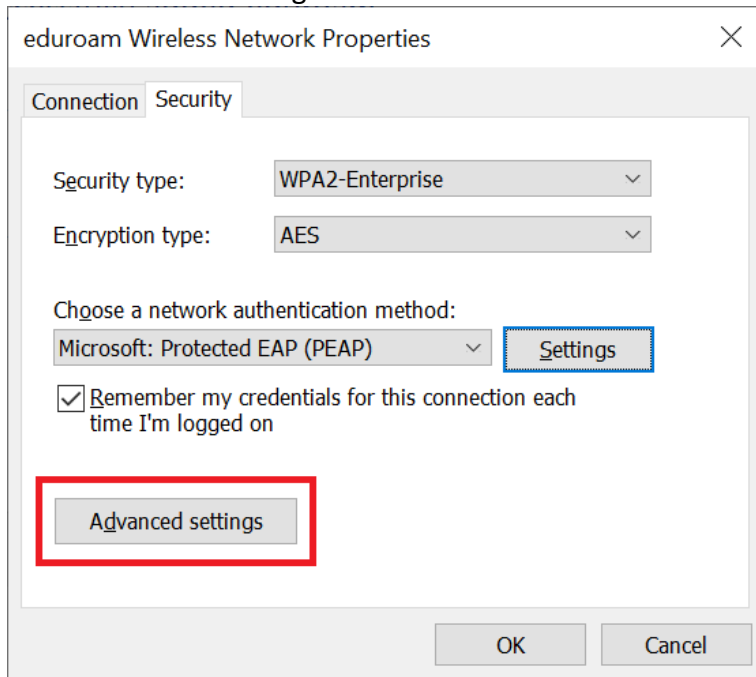 eduroam Wireless Network Properties
Connection Security
Security type: WPA2-Enterprise
Encryption type: AES
Choose a network authentication method:
Microsoft: Protected EAP (PEAP) Settings
Remember my credentials for this connection each
time I'm logged on
Advanced settings
OK Cancel